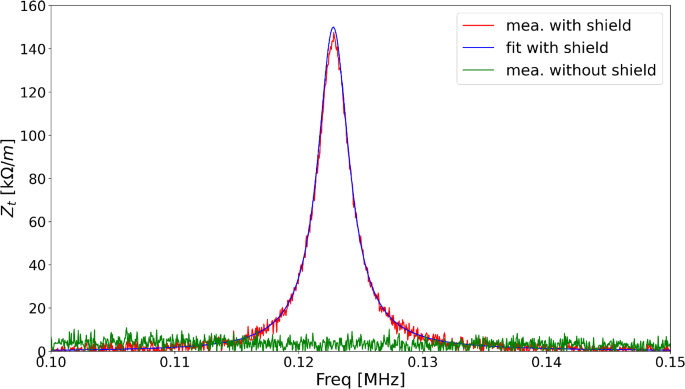 160
140
120
100
80
60
40
20
0
Z_t [kΩ/m]
mea. with shield
fit with shield
mea. without shield
0.10 0.11 0.12 0.13 0.14 0.15
Freq [MHz]